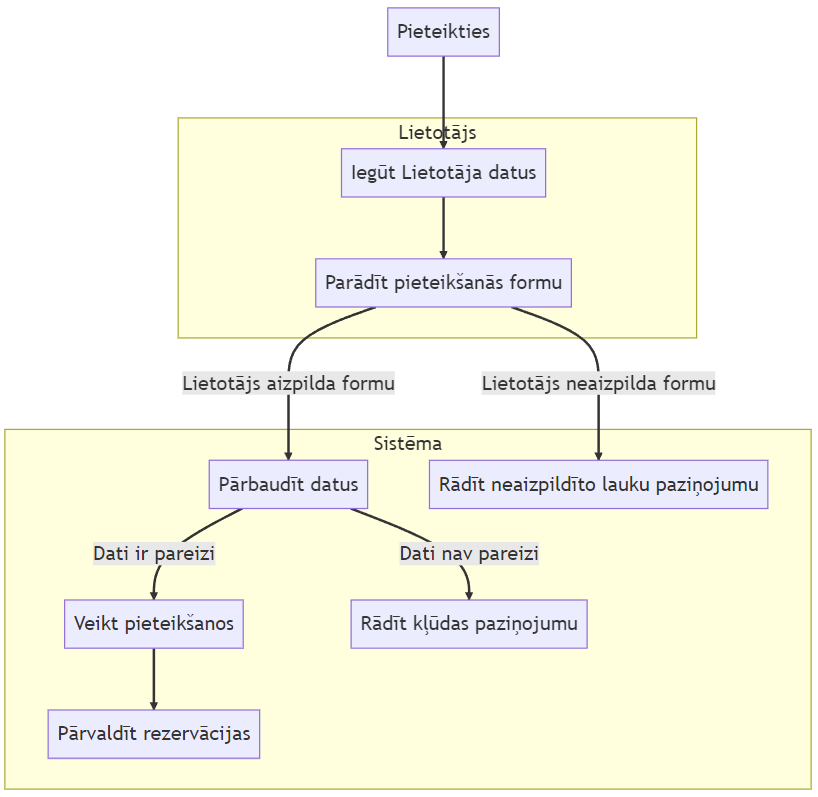 Pieteikties
Lietotājs
Iegūt Lietotāja datus
Parādīt pieteikšanās formu
Lietotājs aizpilda formu
Lietotājs neaizpilda formu
Sistēma
Pārbaudīt datus
Rādīt neaizpildīto lauku paziņojumu
Dati ir pareizi
Dati nav pareizi
Veikt pieteikšanos
Rādīt kļūdas paziņojumu
Pārvaldīt rezervācijas